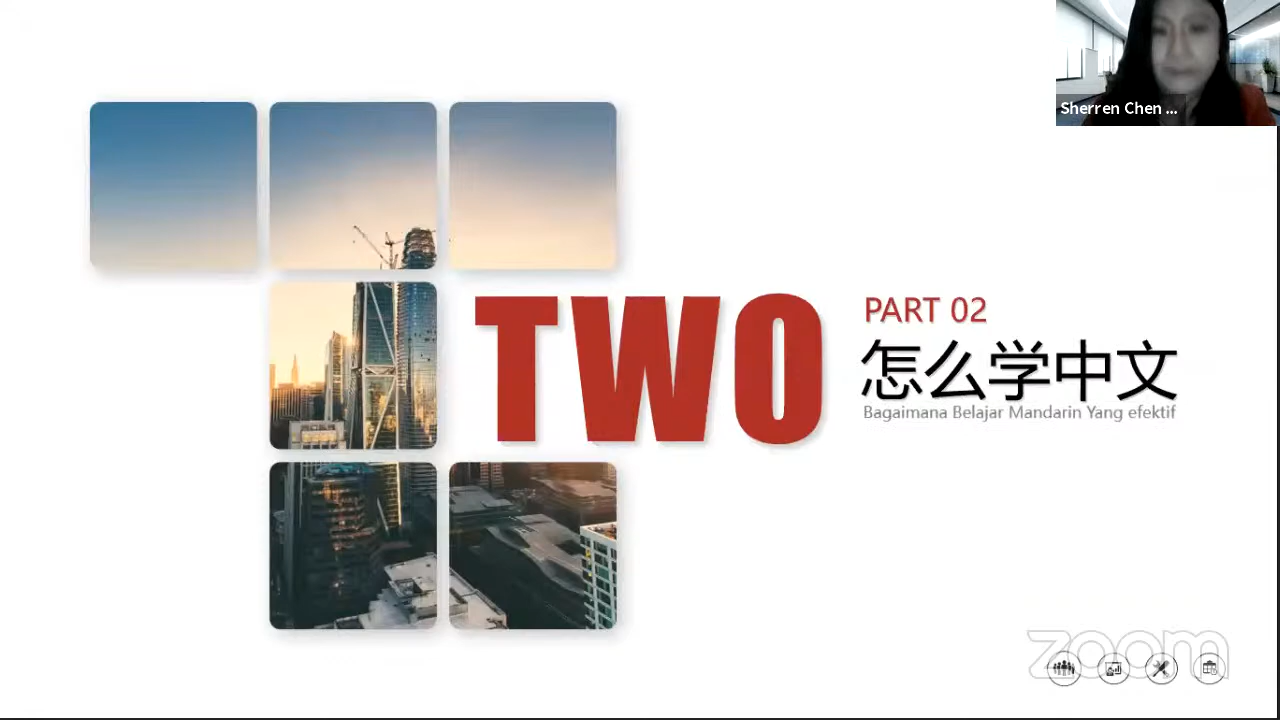 Sherren Chen ...
TWO
PART 02
怎么学中文
Bagaimana Belajar Mandarin Yang efektif
zoom